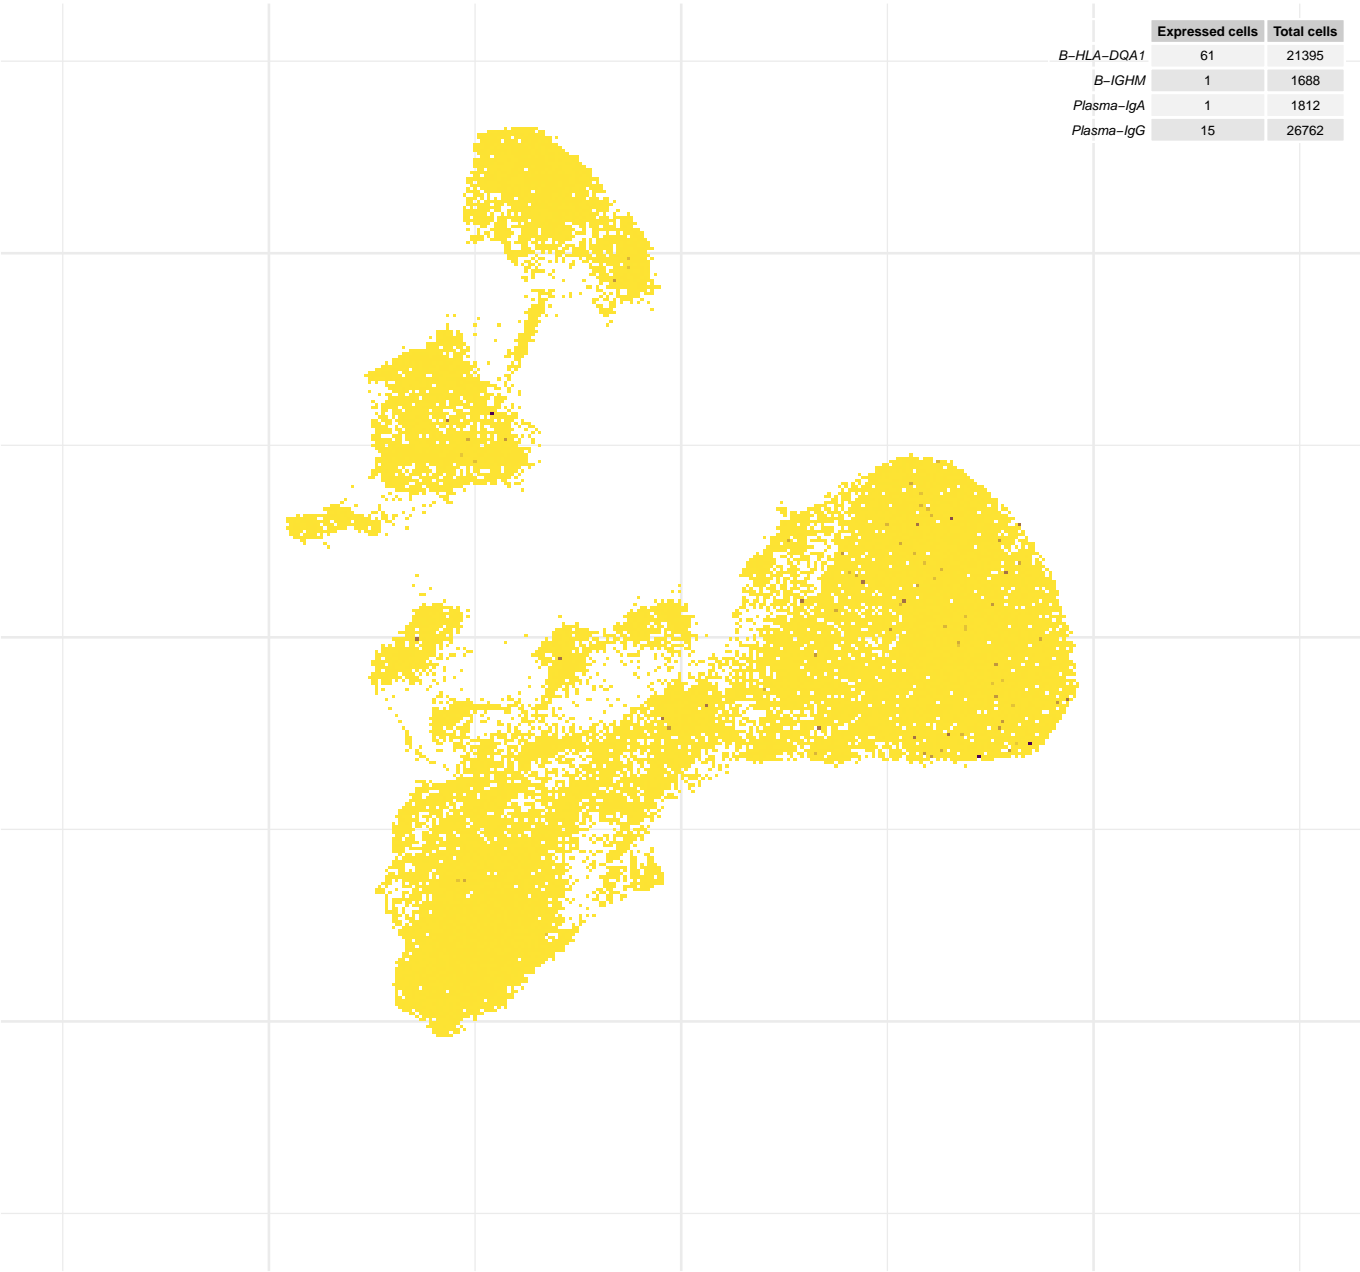 Expressed cells Total cells
B−HLA−DQA1 61 21395
B−IGHM 1 1688
Plasma−IgA 1 1812
Plasma−IgG 15 26762